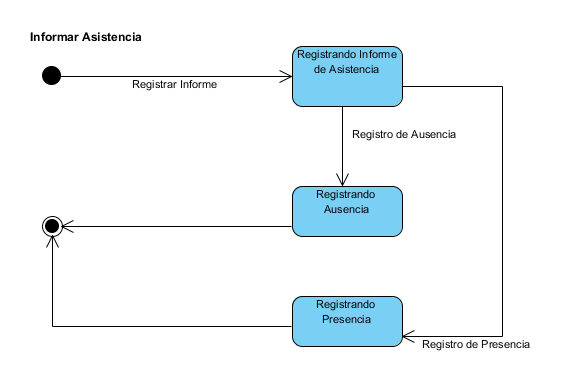 Informar Asistencia
Registrando Informe
de Asistencia
Registrar Informe
Registro de Ausencia
Registrando
Ausencia
Registrando
Presencia
Registro de Presencia